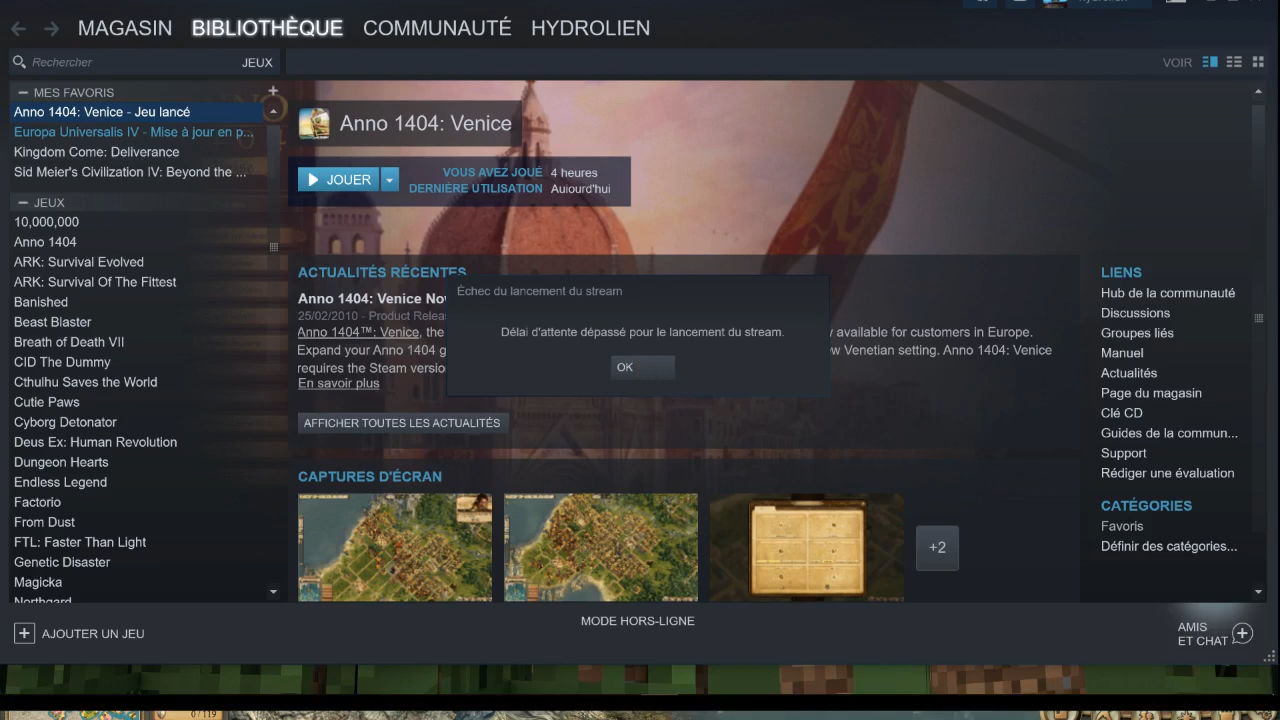 MAGASIN BIBLIOTHÈQUE COMMUNAUTÉ HYDROLIEN
Rechercher JEUX
VOIR
MES FAVORIS
Anno 1404: Venice - Jeu lancé
Europa Universalis IV - Mise à jour en p...
Kingdom Come: Deliverance
Sid Meier's Civilization IV: Beyond the ...
JEUX
10,000,000
Anno 1404
ARK: Survival Evolved
ARK: Survival Of The Fittest
Banished
Beast Blaster
Breath of Death VII
CID The Dummy
Cthulhu Saves the World
Cutie Paws
Cyborg Detonator
Deus Ex: Human Revolution
Dungeon Hearts
Endless Legend
Factorio
From Dust
FTL: Faster Than Light
Genetic Disaster
Magicka
Northgard
Anno 1404: Venice
JOUER
VOUS AVEZ JOUÉ 4 heures
DERNIÈRE UTILISATION Aujourd'hui
ACTUALITÉS RÉCENTES
Anno 1404: Venice No
25/02/2010 - Product Relea
Anno 1404™: Venice, the
y available for customers in Europe.
Expand your Anno 1404 g
w Venetian setting. Anno 1404: Venice
requires the Steam versio
En savoir plus
AFFICHER TOUTES LES ACTUALITÉS
Échec du lancement du stream
Délai d'attente dépassé pour le lancement du stream.
OK
CAPTURES D'ÉCRAN
+2
LIENS
Hub de la communauté
Discussions
Groupes liés
Manuel
Actualités
Page du magasin
Clé CD
Guides de la commun...
Support
Rédiger une évaluation
CATÉGORIES
Favoris
Définir des catégories...
AJOUTER UN JEU
MODE HORS-LIGNE
AMIS
ET CHAT
6/119